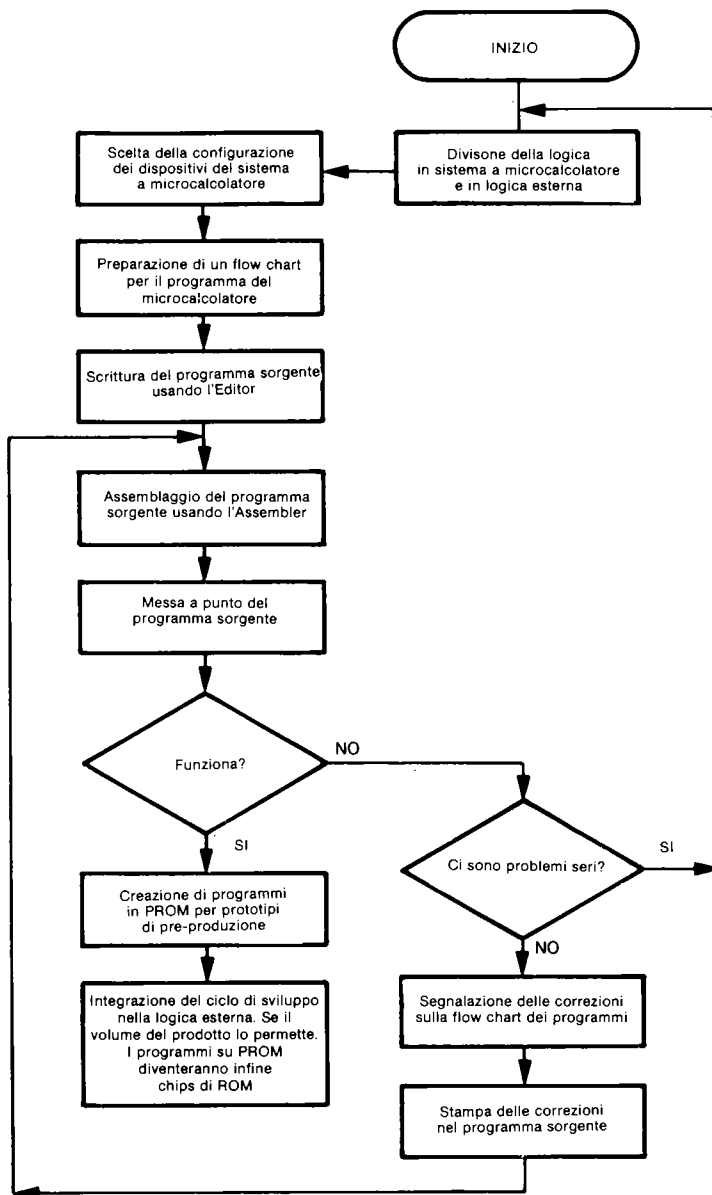 INIZIO
Divisone della logica
in sistema a microcalcolatore
e in logica esterna
Scelta della configurazione
dei dispositivi del sistema
a microcalcolatore
Preparazione di un flow chart
per il programma del
microcalcolatore
Scrittura del programma sorgente
usando l'Editor
Assemblaggio del programma
sorgente usando l'Assembler
Messa a punto del
programma sorgente
Funziona?
NO
SI
Ci sono problemi seri?
SI
NO
Creazione di programmi
in PROM per prototipi
di pre-produzione
Integrazione del ciclo di sviluppo
nella logica esterna. Se il
volume del prodotto lo permette.
I programmi su PROM
diventeranno infine
chips di ROM
Segnalazione delle correzioni
sulla flow chart dei programmi
Stampa delle correzioni
nel programma sorgente